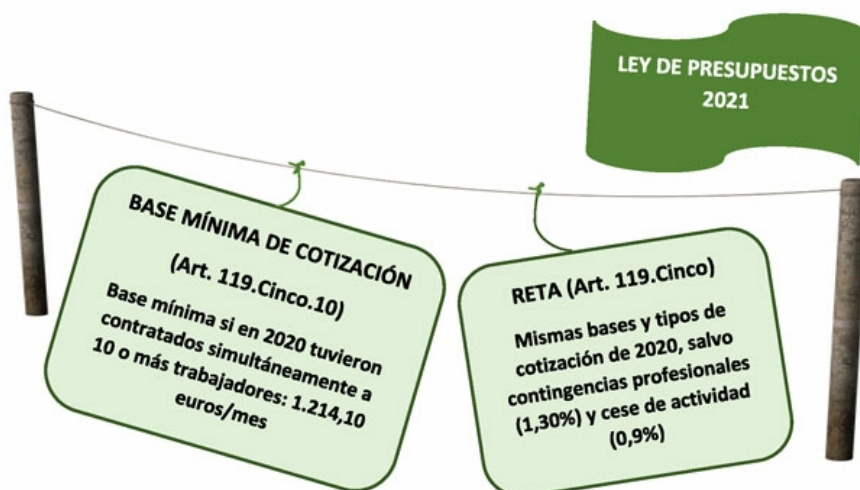 LEY DE PRESUPUESTOS
2021
BASE MÍNIMA DE COTIZACIÓN
(Art. 119.Cinco.10)
Base mínima si en 2020 tuvieron
contratados simultáneamente a
10 o más trabajadores: 1.214,10
euros/mes
RETA (Art. 119.Cinco)
Mismas bases y tipos de
cotización de 2020, salvo
contingencias profesionales
(1,30%) y cese de actividad
(0,9%)